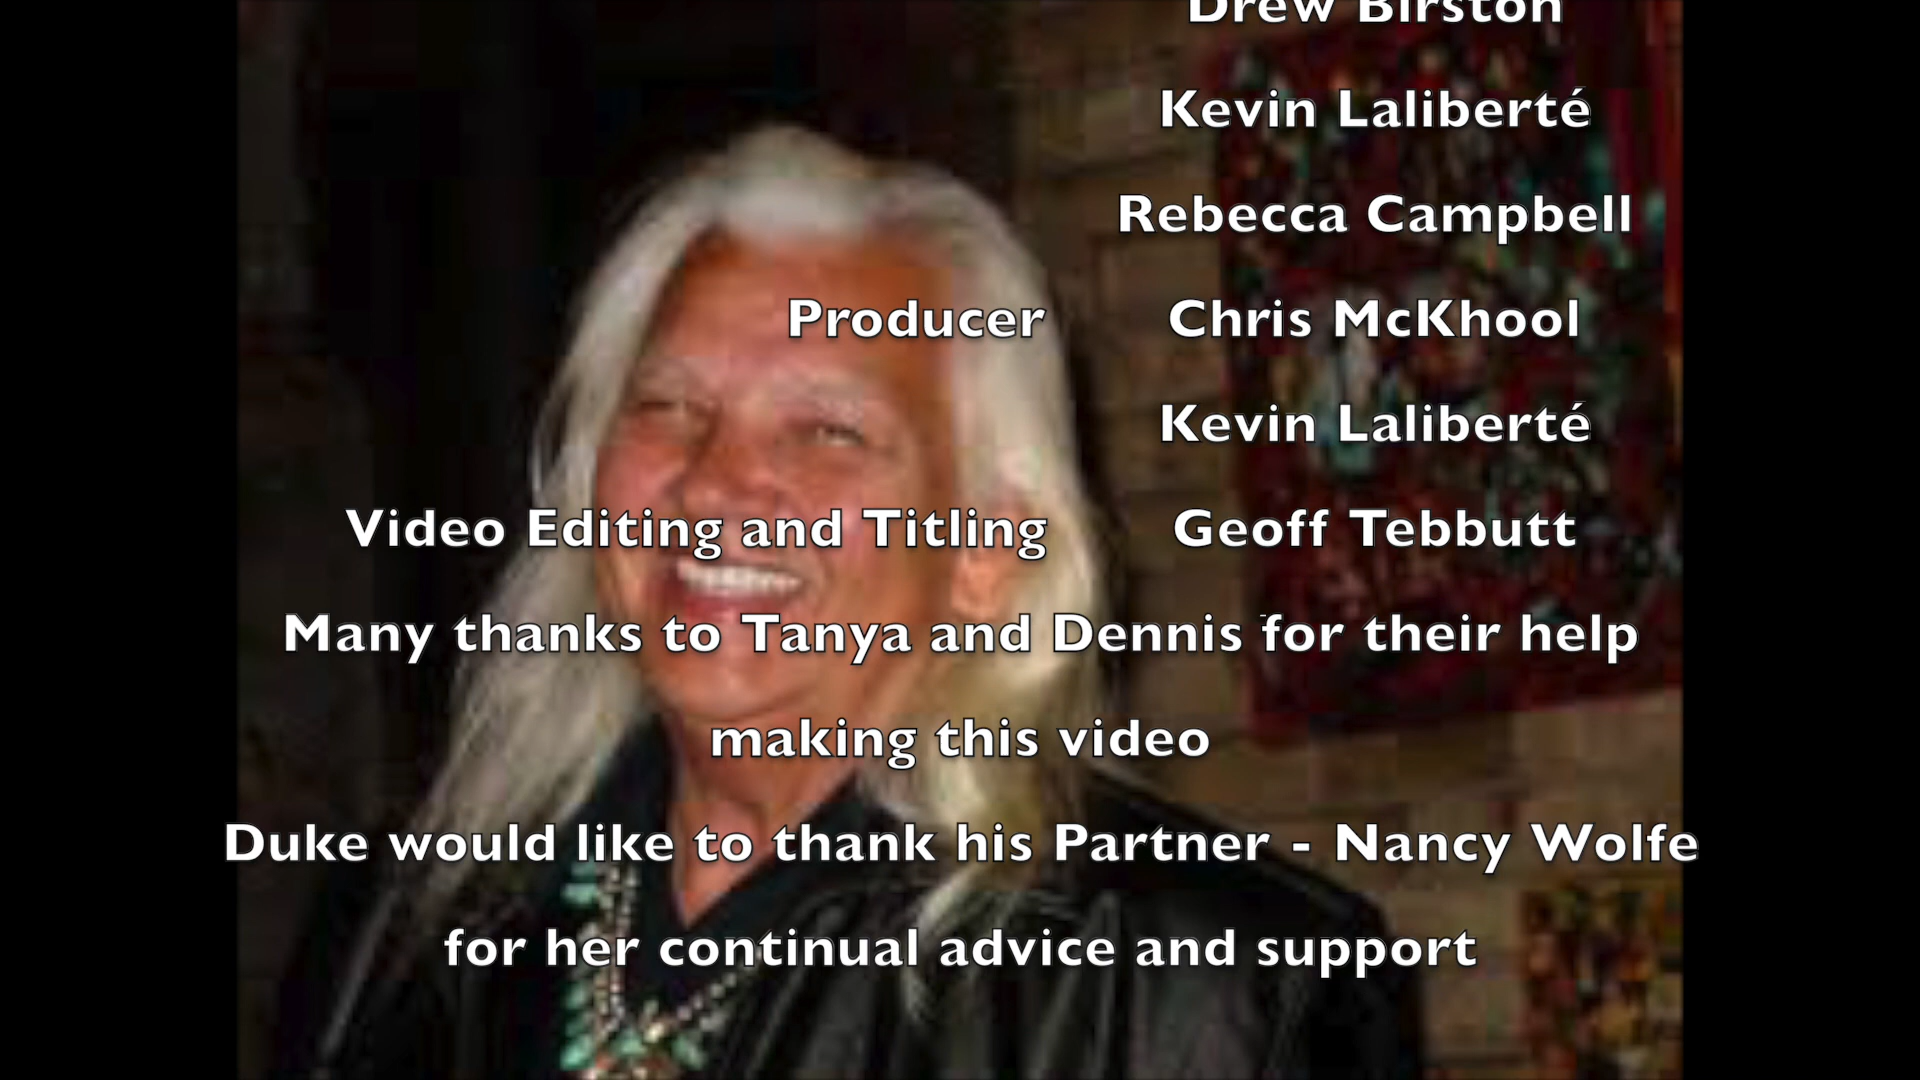 Drew Birston
Kevin Laliberté
Rebecca Campbell
Producer Chris McKhool
Kevin Laliberté
Video Editing and Titling Geoff Tebbutt
Many thanks to Tanya and Dennis for their help
making this video
Duke would like to thank his Partner - Nancy Wolfe
for her continual advice and support